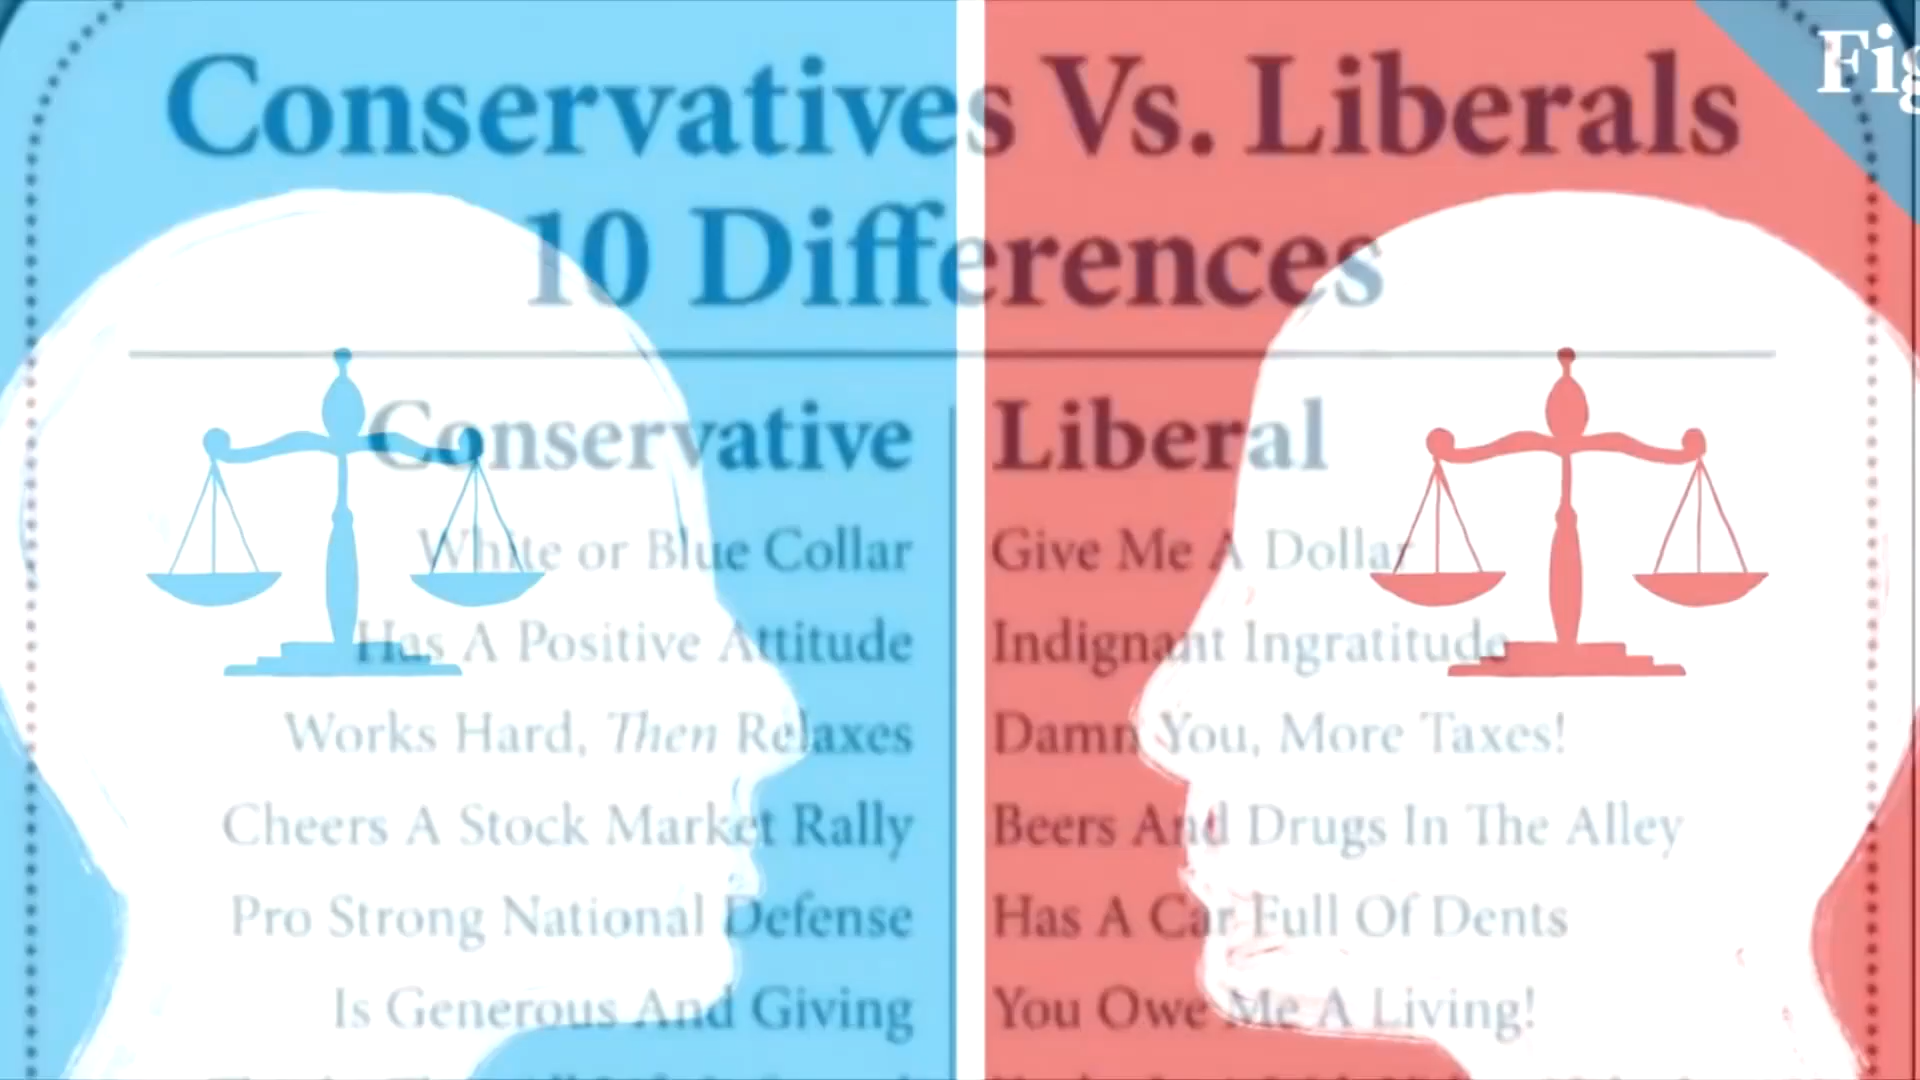 Conservatives Vs. Liberals
10 Differences
Conservative Liberal
White or Blue Collar Give Me A Dollar
Has A Positive Attitude Indignant Ingratitude
Works Hard, Then Relaxes Damn You, More Taxes!
Cheers A Stock Market Rally Beers And Drugs In The Alley
Pro Strong National Defense Has A Car Full Of Dents
Is Generous And Giving You Owe Me A Living!